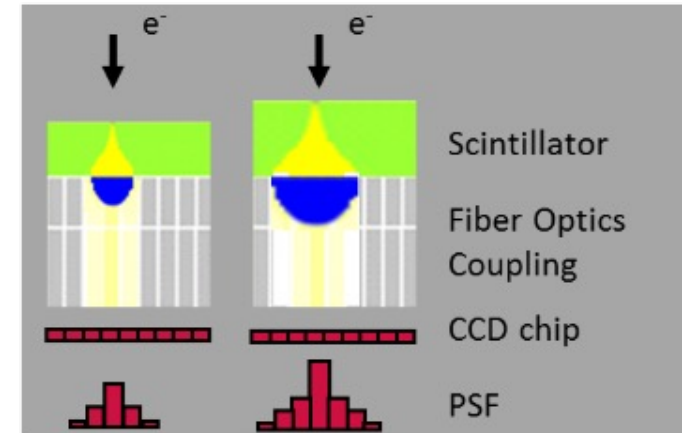 e-
e-
Scintillator
Fiber Optics
Coupling
CCD chip
PSF